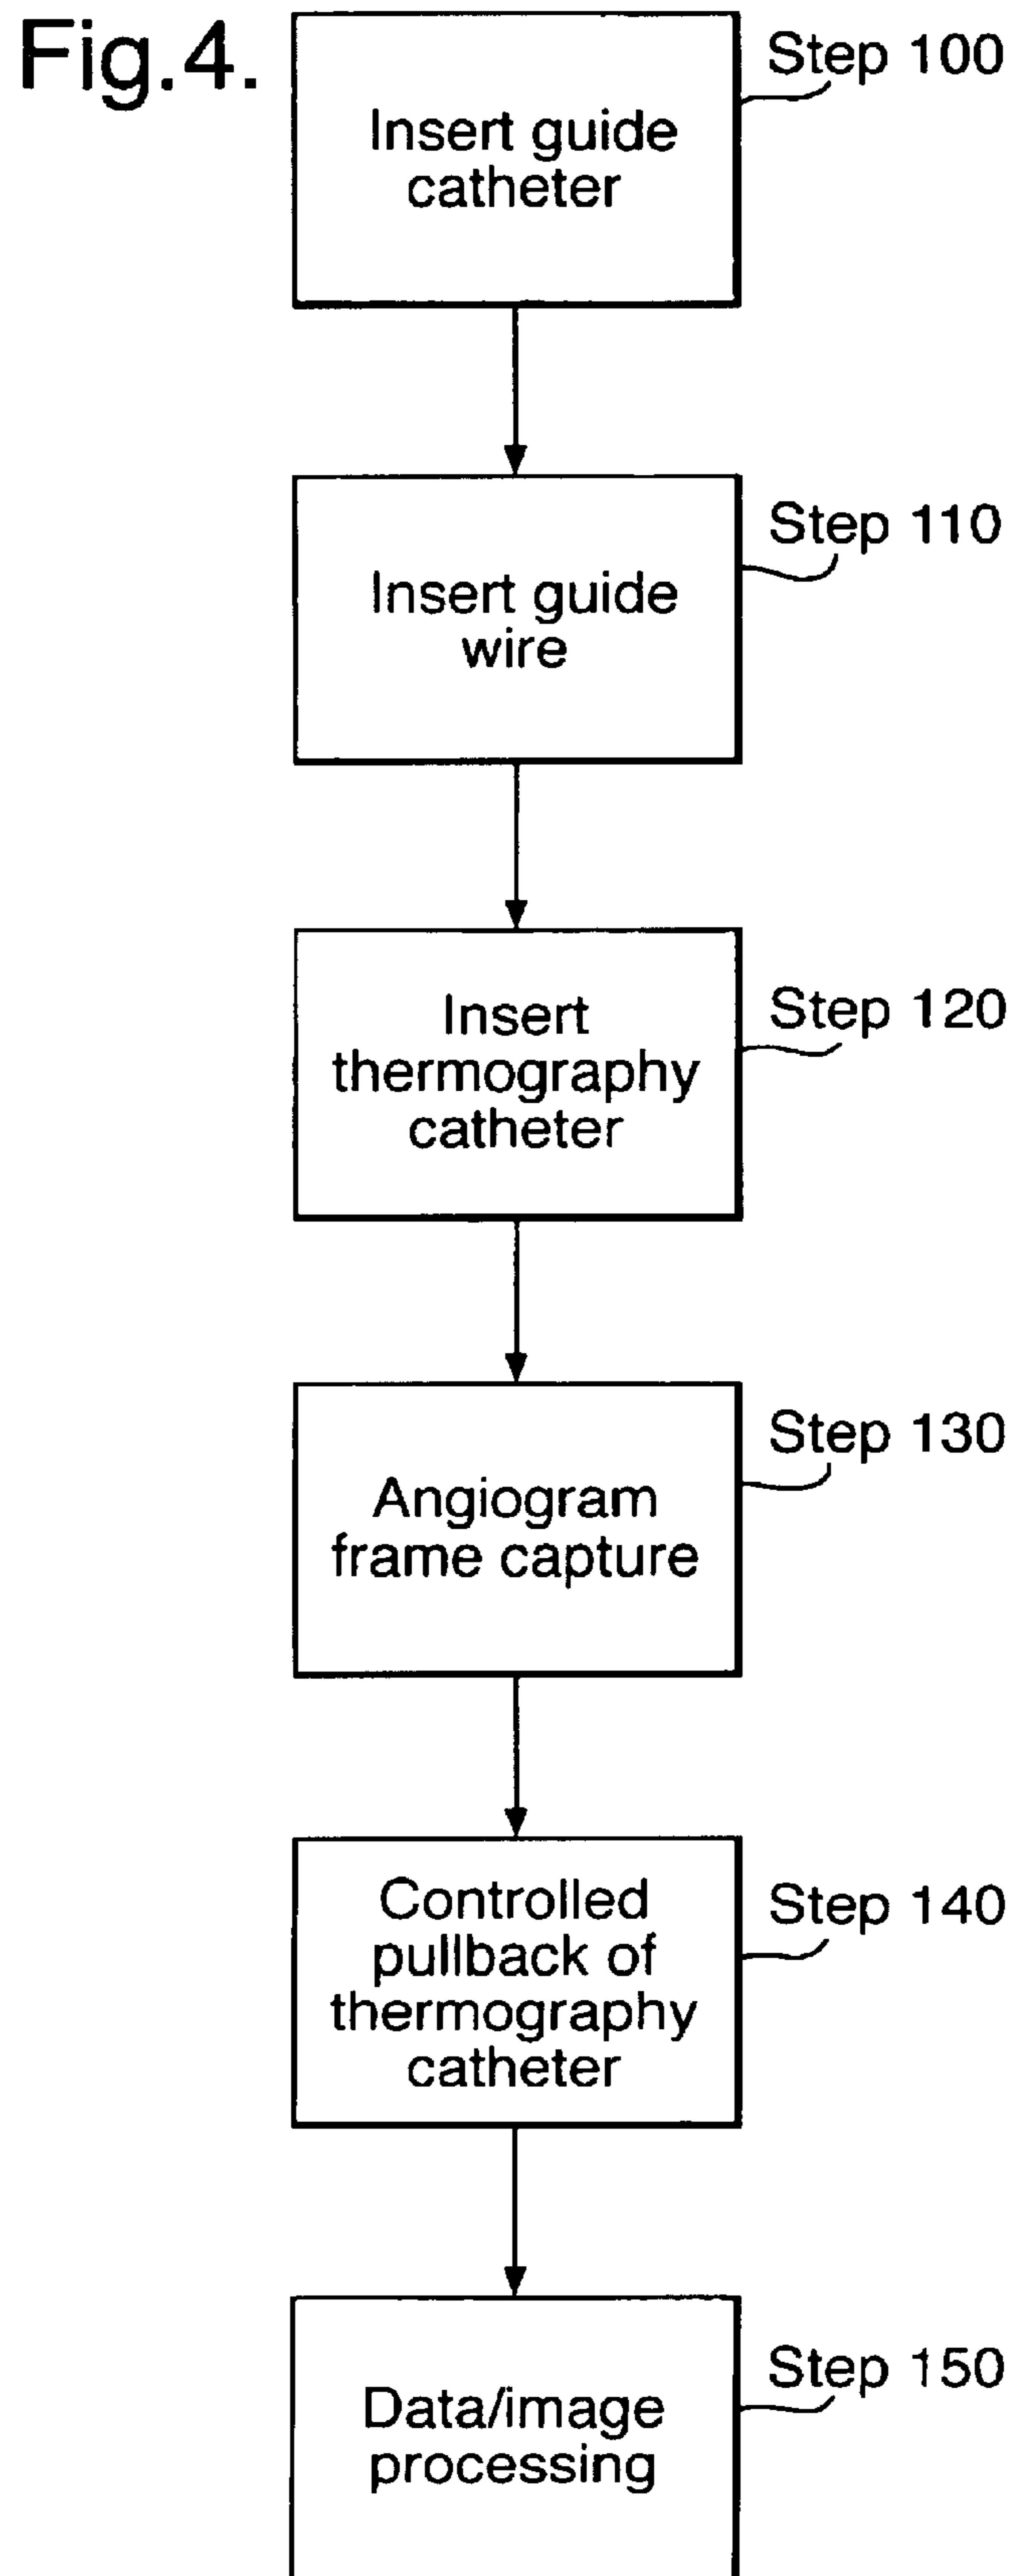 Fig.4.
Insert guide
catheter
Step 100
Insert guide
wire
Step 110
Insert
thermography
catheter
Step 120
Angiogram
frame capture
Step 130
Controlled
pullback of
thermography
catheter
Step 140
Data/image
processing
Step 150